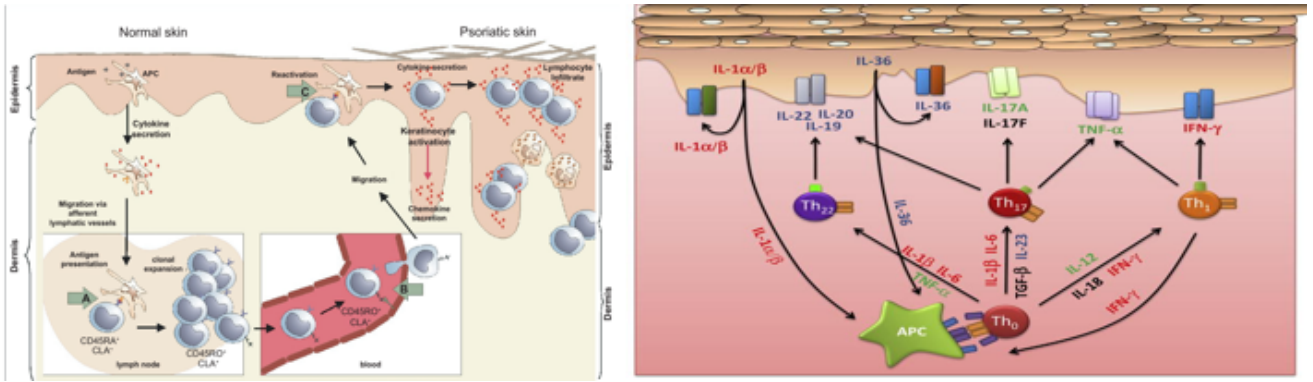 Normal skin
Psoriatic skin
Antigen
APC
Reactivation
Cytokine secretion
Lymphocyte
infiltrate
C
Epidermis
Cytokine
secretion
Keratinocyte
activation
Migration via
afferent
lymphatic vessels
Migration
Chemokine
secretion
Epidermis
Dermis
Antigen
presentation
clonal
expansion
A
B
CD45RA⁺
CLA⁻
CD45RO⁺
CLA⁺
CD45RO⁺
CLA⁺
lymph node
blood
Dermis
IL-1α/β
IL-36
IL-22 IL-20
IL-19
IL-36
IL-17A
IL-17F
TNF-α
IFN-γ
IL-1α/β
Th22
Th17
Th1
IL-36
IL-1α/β
IL-1β IL-6
TNF-α
IL-1β IL-6
TGF-β IL-23
IL-12
IL-18 IFN-γ
IFN-γ
APC
Th0